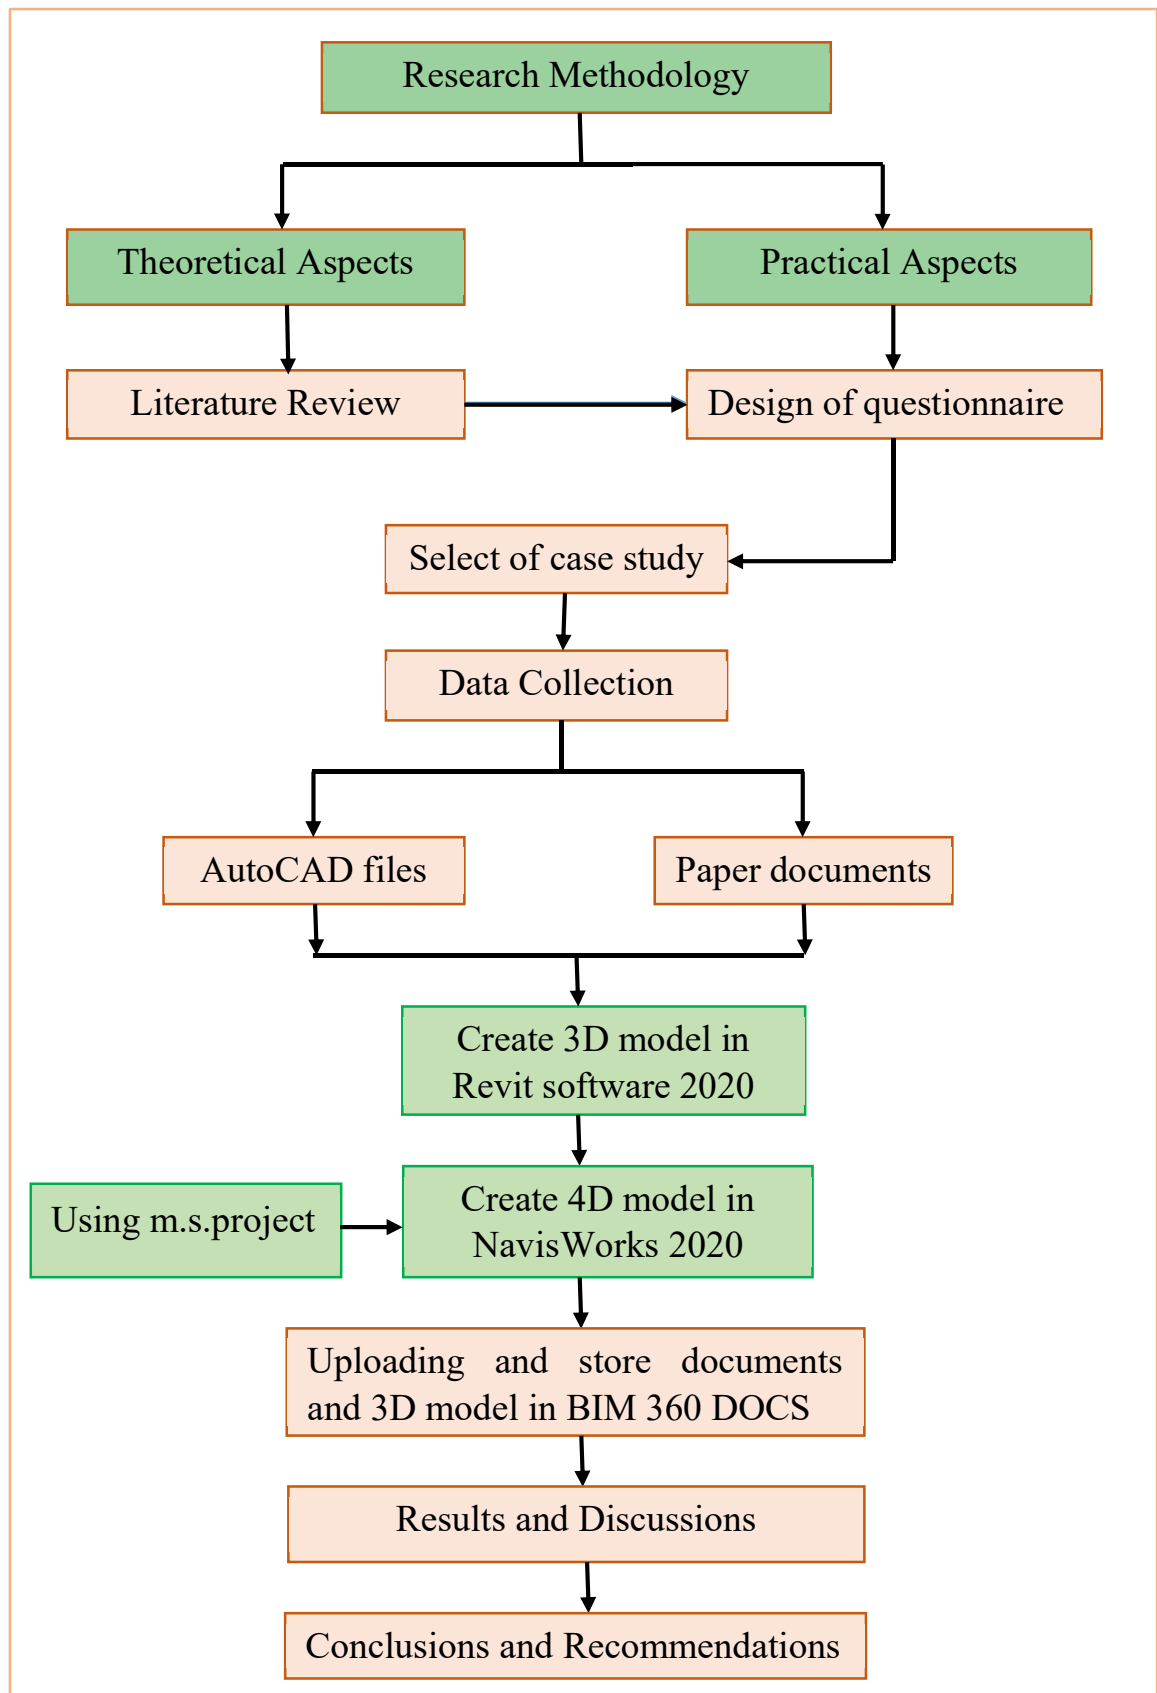 Research Methodology
Theoretical Aspects
Practical Aspects
Literature Review
Design of questionnaire
Select of case study
Data Collection
AutoCAD files
Paper documents
Create 3D model in
Revit software 2020
Using m.s.project
Create 4D model in
NavisWorks 2020
Uploading and store documents
and 3D model in BIM 360 DOCS
Results and Discussions
Conclusions and Recommendations